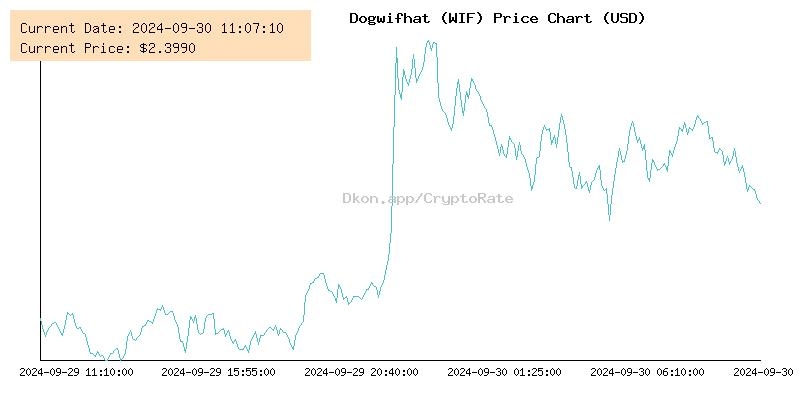 Dogwifhat (WIF) Price Chart (USD)
Current Date: 2024-09-30 11:07:10
Current Price: $2.3990
Dkon.app/CryptoRate
2024-09-29 11:10:00 2024-09-29 15:55:00 2024-09-29 20:40:00 2024-09-30 01:25:00 2024-09-30 06:10:00 2024-09-30